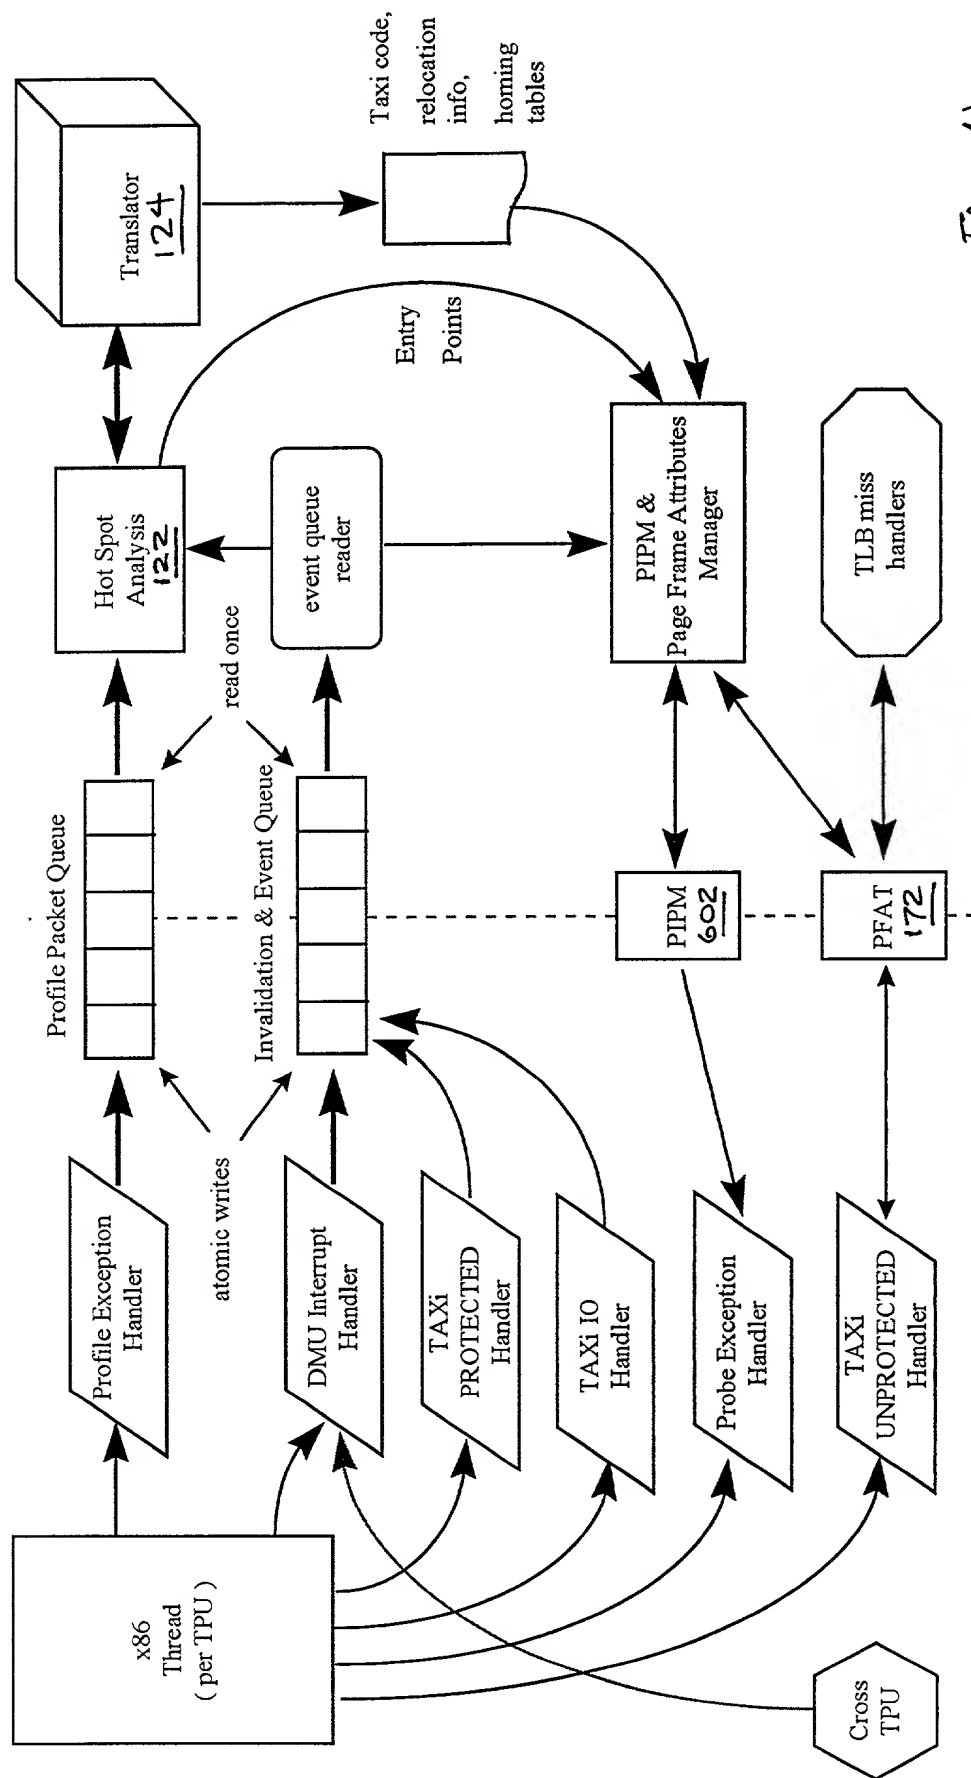 x86
Thread
( per TPU )
Cross
TPU
Profile Exception
Handler
DMU Interrupt
Handler
TAXi
PROTECTED
Handler
TAXi IO
Handler
Probe Exception
Handler
TAXi
UNPROTECTED
Handler
atomic writes
Profile Packet Queue
Invalidation & Event Queue
read once
PIPM
602
PFAT
172
Hot Spot
Analysis
122
event queue
reader
PIPM &
Page Frame Attributes
Manager
TLB miss
handlers
Entry
Points
Translator
124
Taxi code,
relocation
info,
homing
tables